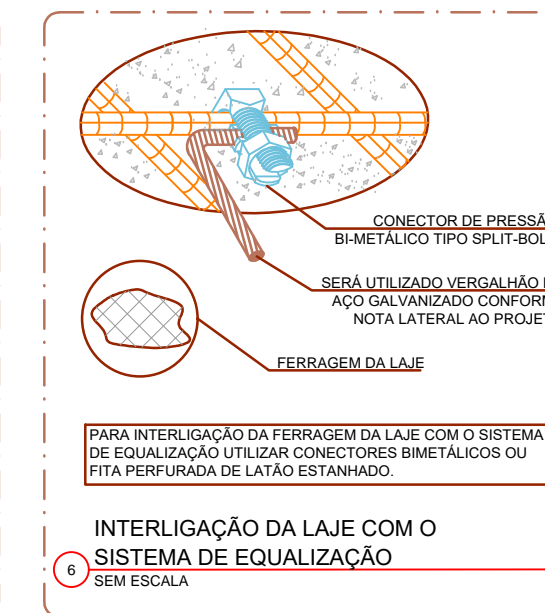 CONECTOR DE PRESSÃ
BI-METÁLICO TIPO SPLIT-BOL
SERÁ UTILIZADO VERGALHÃO
AÇO GALVANIZADO CONFORM
NOTA LATERAL AO PROJET
FERRAGEM DA LAJE
PARA INTERLIGAÇÃO DA FERRAGEM DA LAJE COM O SISTEMA
DE EQUALIZAÇÃO UTILIZAR CONECTORES BIMETÁLICOS OU
FITA PERFURADA DE LATÃO ESTANHADO.
INTERLIGAÇÃO DA LAJE COM O
6 SISTEMA DE EQUALIZAÇÃO
SEM ESCALA